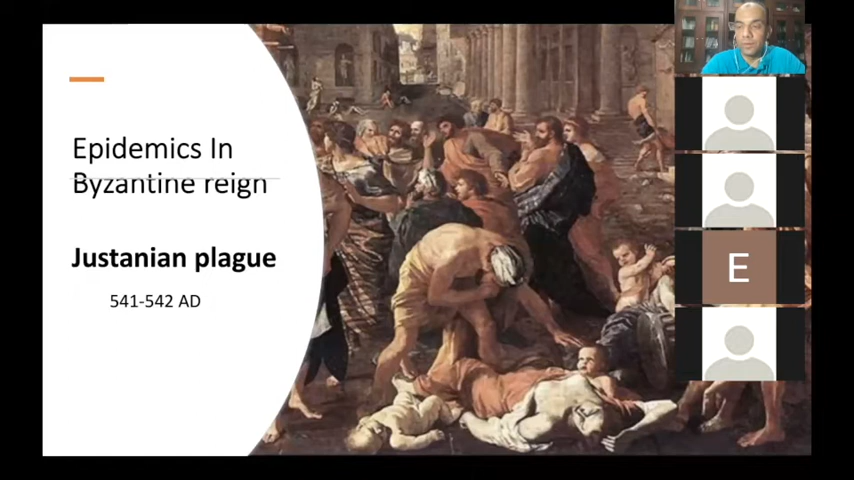 Epidemics In
Byzantine reign
Justanian plague
541-542 AD
E